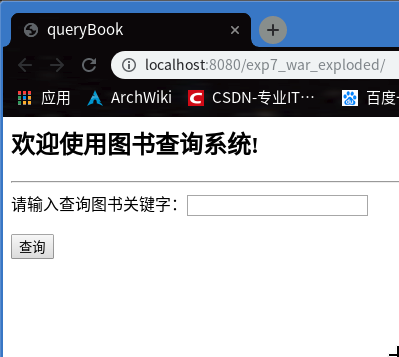 queryBook
localhost:8080/exp7_war_exploded/
应用 ArchWiki CSDN-专业IT… 百度
欢迎使用图书查询系统!
请输入查询图书关键字：
查询